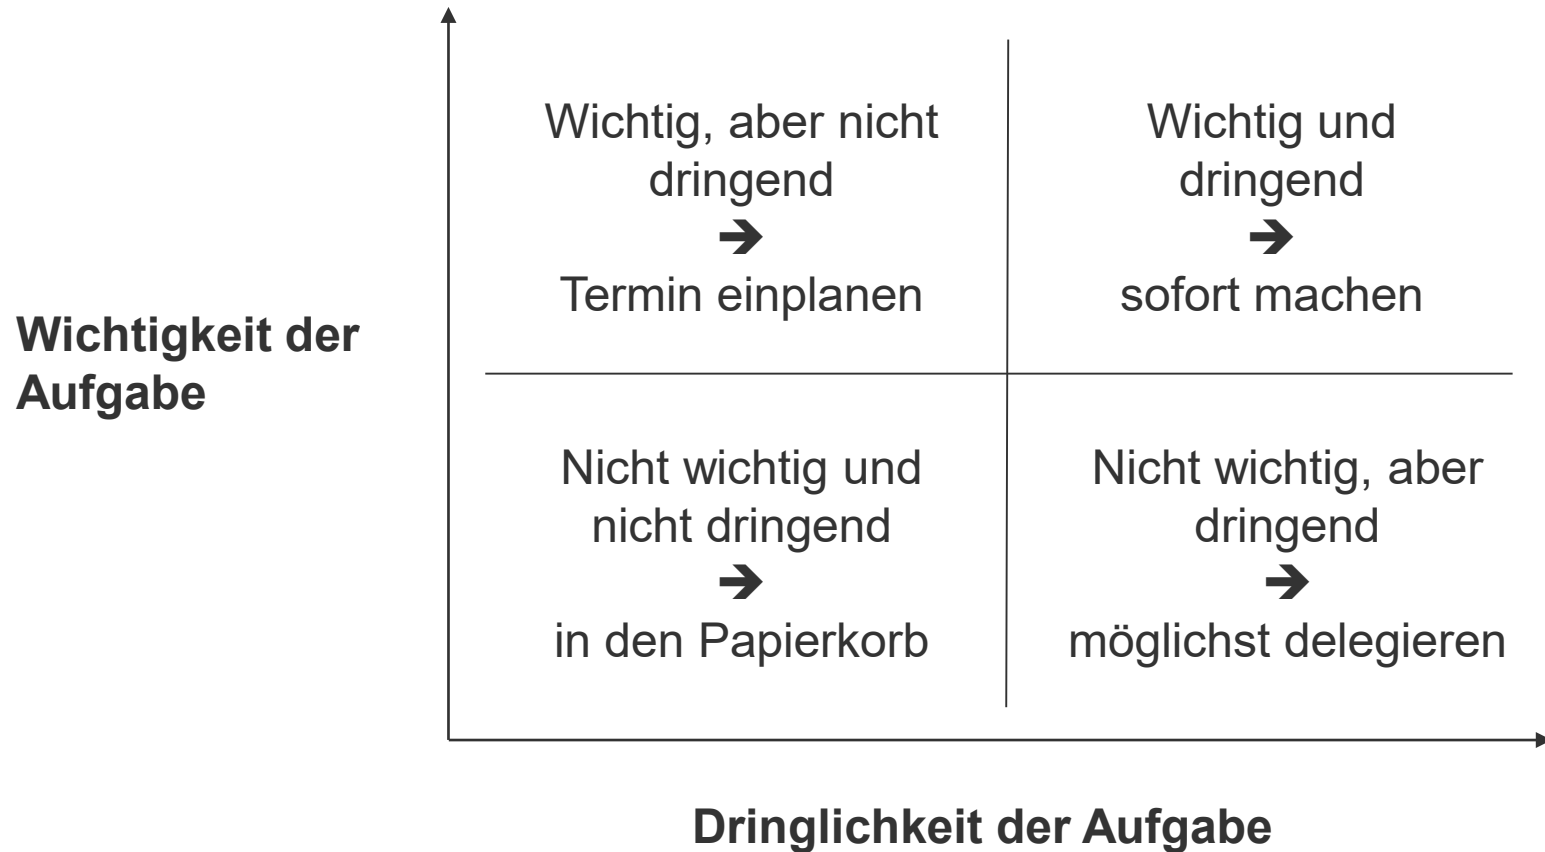 Wichtig, aber nicht
dringend
➔
Termin einplanen
Wichtig und
dringend
➔
sofort machen
Wichtigkeit der
Aufgabe
Nicht wichtig und
nicht dringend
➔
in den Papierkorb
Nicht wichtig, aber
dringend
➔
möglichst delegieren
Dringlichkeit der Aufgabe